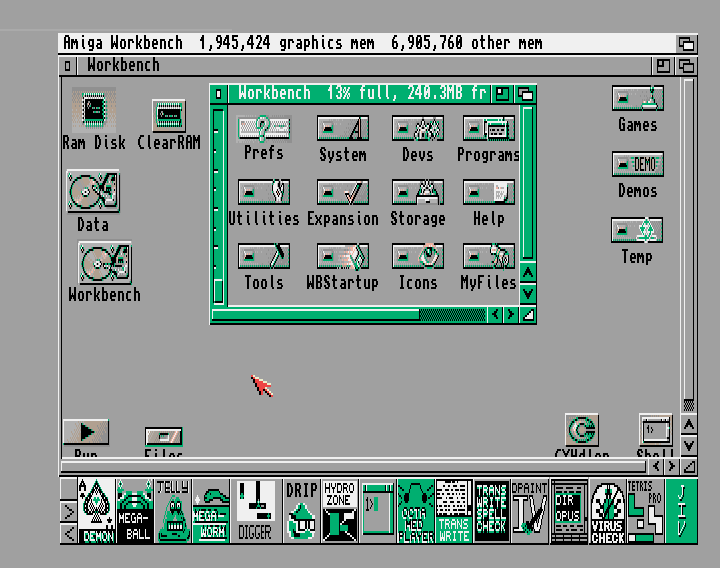 Amiga Workbench 1,945,424 graphics mem 6,905,760 other mem
Workbench
Workbench 13% full, 240.3MB fr
Ram Disk
ClearRAM
Data
Workbench
Prefs
System
Devs
Programs
Utilities
Expansion
Storage
Help
Tools
WBStartup
Icons
MyFiles
Games
DEMO
Demos
Temp
Run
Files
1>
Shell
A
DEMON
MEGA-
BALL
JELLY
MEGA-
WORM
DIGGER
DRIP
HYDRO
ZONE
1>
OCTA
MED
PLAYER
TRANS
WRITE
TRANS
WRITE
SPELL
CHECK
DPAINT
DIR
OPUS
VIRUS
CHECK
TETRIS
PRO